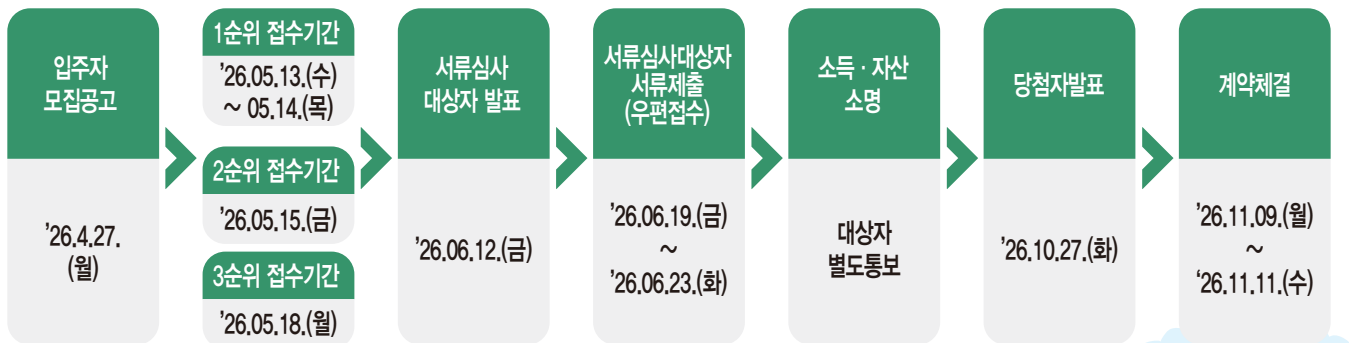 입주자
모집공고
'26.4.27.
(월)
1순위 접수기간
'26.05.13.(수)
~ 05.14.(목)
2순위 접수기간
'26.05.15.(금)
3순위 접수기간
'26.05.18.(월)
서류심사
대상자 발표
'26.06.12.(금)
서류심사대상자
서류제출
(우편접수)
'26.06.19.(금)
~
'26.06.23.(화)
소득 · 자산
소명
대상자
별도통보
당첨자발표
'26.10.27.(화)
계약체결
'26.11.09.(월)
~
‘26.11.11.(수)